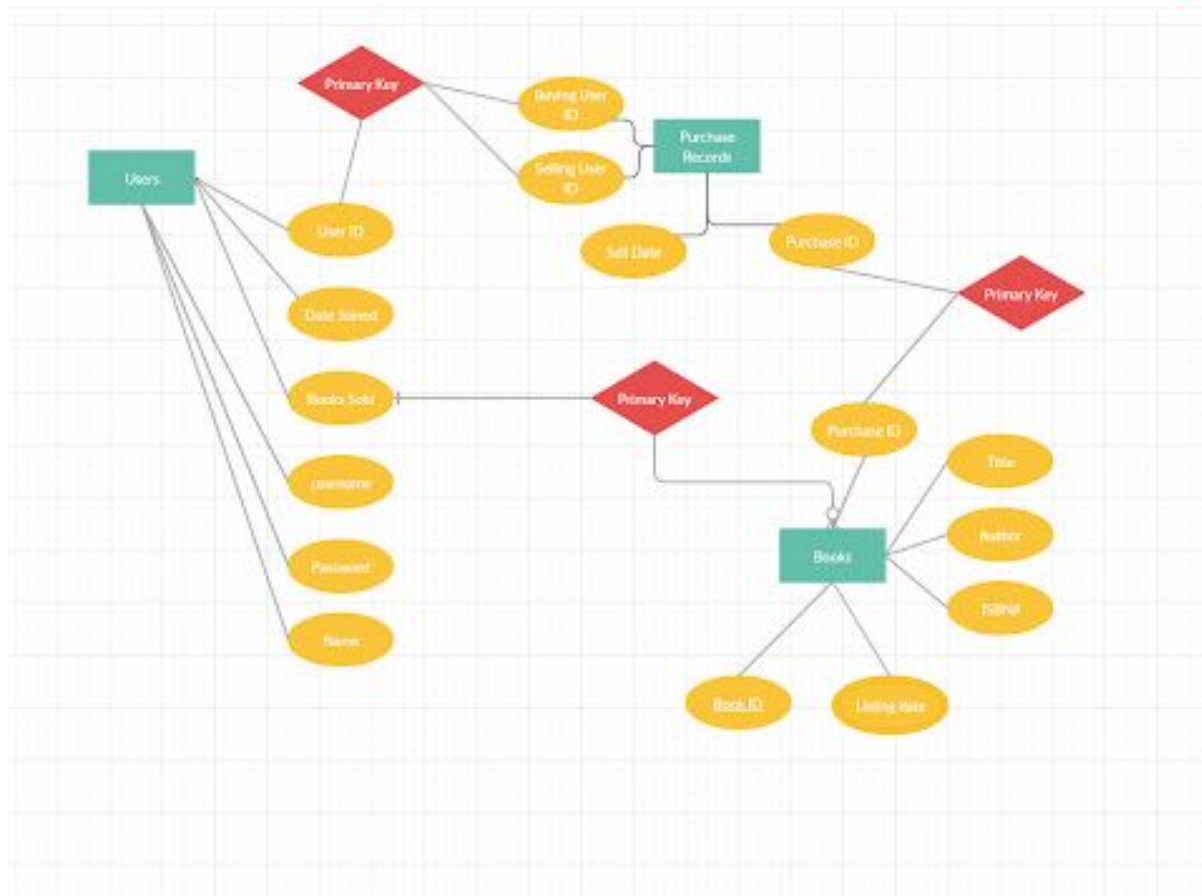 Primary Key
Buying User
ID
Purchase
Records
Users
Selling User
ID
User ID
Sell Date
Purchase ID
Primary Key
Date Joined
Books Sold
Primary Key
Purchase ID
Title
username
Author
Books
Password
ISBN#
Name
Book ID
Listing date